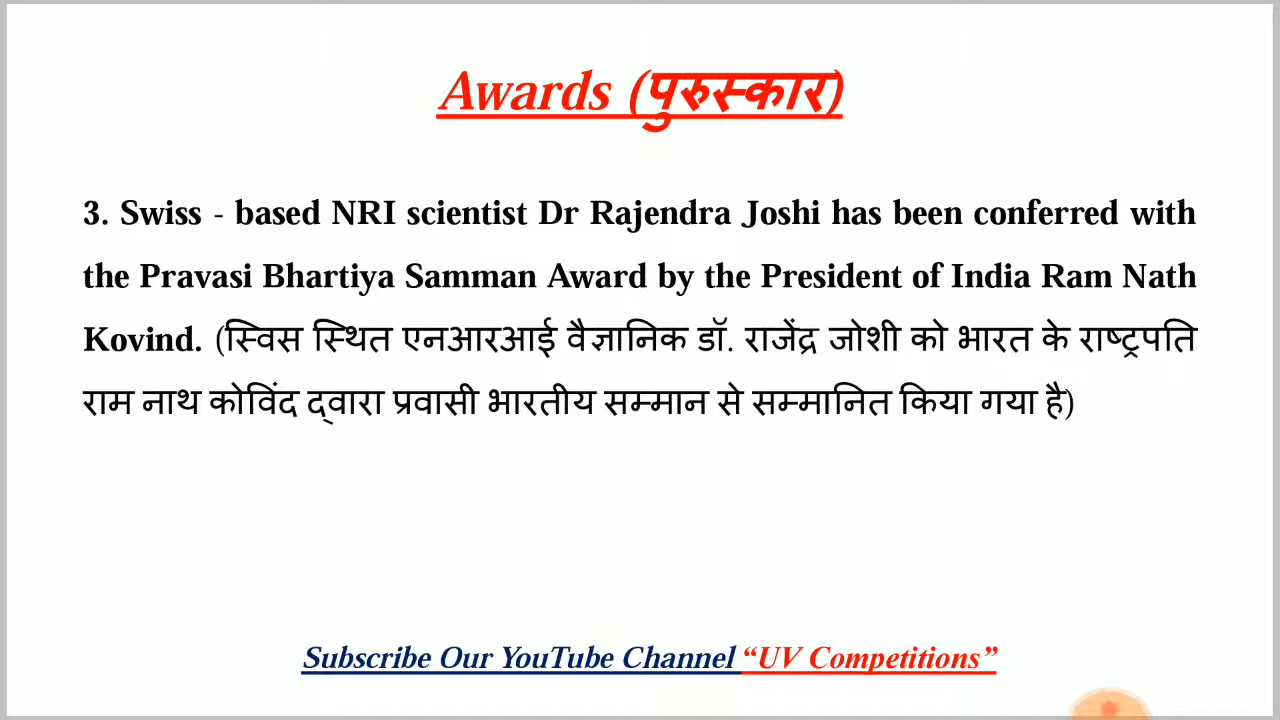 Awards (पुरुस्कार)
3. Swiss - based NRI scientist Dr Rajendra Joshi has been conferred with
the Pravasi Bhartiya Samman Award by the President of India Ram Nath
Kovind. (स्विस स्थित एनआरआई वैज्ञानिक डॉ. राजेंद्र जोशी को भारत के राष्ट्रपति
राम नाथ कोविंद द्वारा प्रवासी भारतीय सम्मान से सम्मानित किया गया है)
Subscribe Our YouTube Channel “UV Competitions”